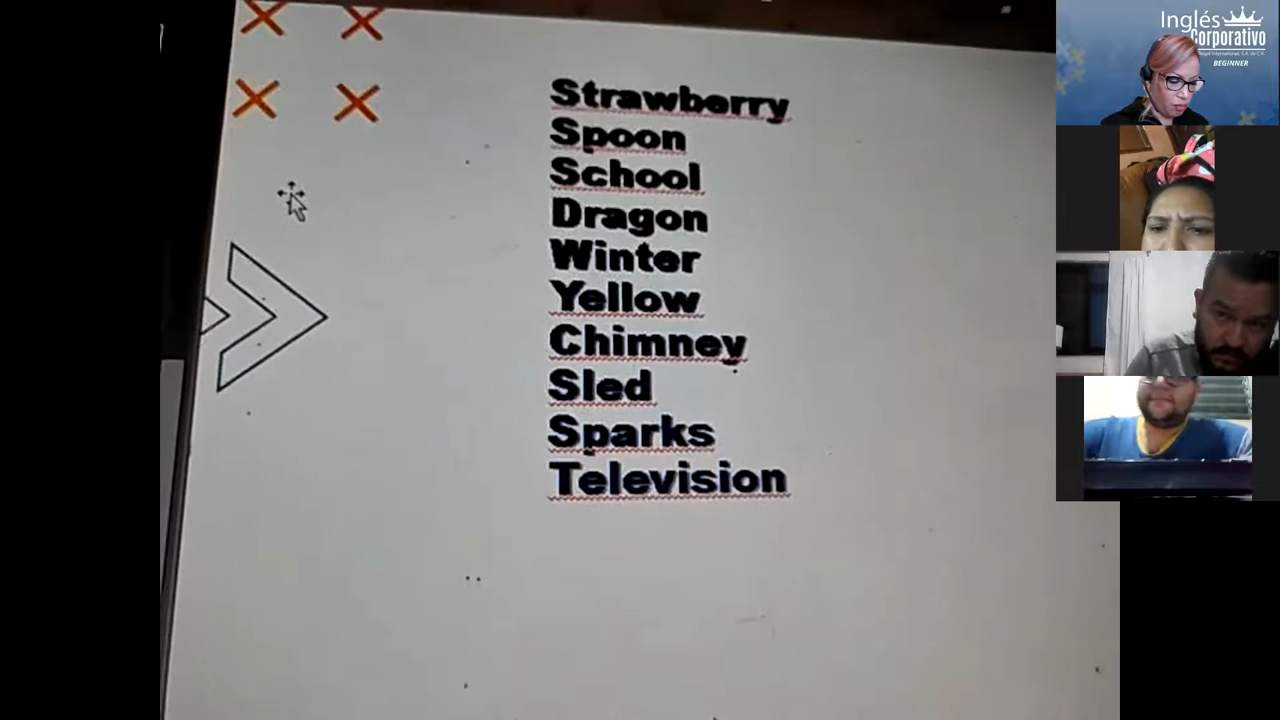 Strawberry
Spoon
School
Dragon
Winter
Yellow
Chimney
Sled
Sparks
Television
Inglés
Corporativo
BEGINNER